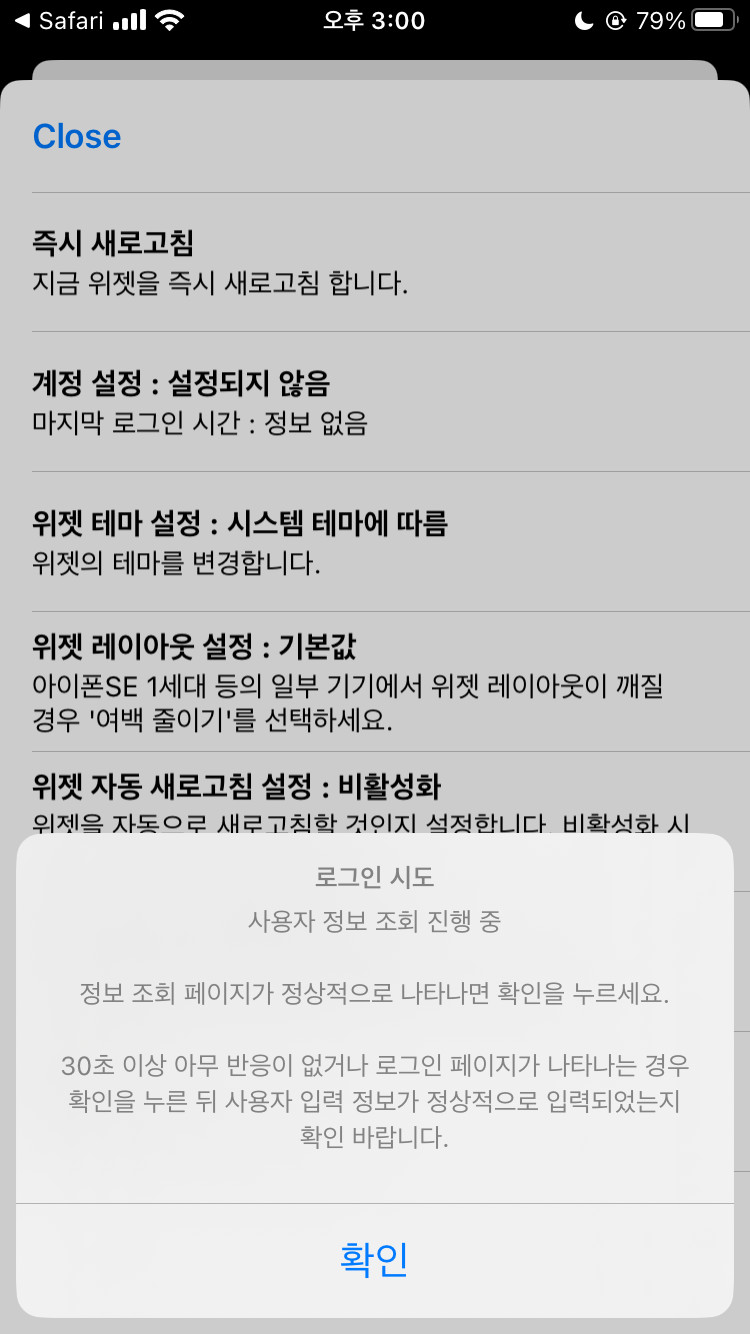 Safari
오후 3:00
79%
Close
즉시 새로고침
지금 위젯을 즉시 새로고침 합니다.
계정 설정 : 설정되지 않음
마지막 로그인 시간 : 정보 없음
위젯 테마 설정 : 시스템 테마에 따름
위젯의 테마를 변경합니다.
위젯 레이아웃 설정 : 기본값
아이폰SE 1세대 등의 일부 기기에서 위젯 레이아웃이 깨질
경우 '여백 줄이기'를 선택하세요.
위젯 자동 새로고침 설정 : 비활성화
위젯을 자동으로 새로고침할 것인지 설정합니다. 비활성화 시
로그인 시도
사용자 정보 조회 진행 중
정보 조회 페이지가 정상적으로 나타나면 확인을 누르세요.
30초 이상 아무 반응이 없거나 로그인 페이지가 나타나는 경우
확인을 누른 뒤 사용자 입력 정보가 정상적으로 입력되었는지
확인 바랍니다.
확인